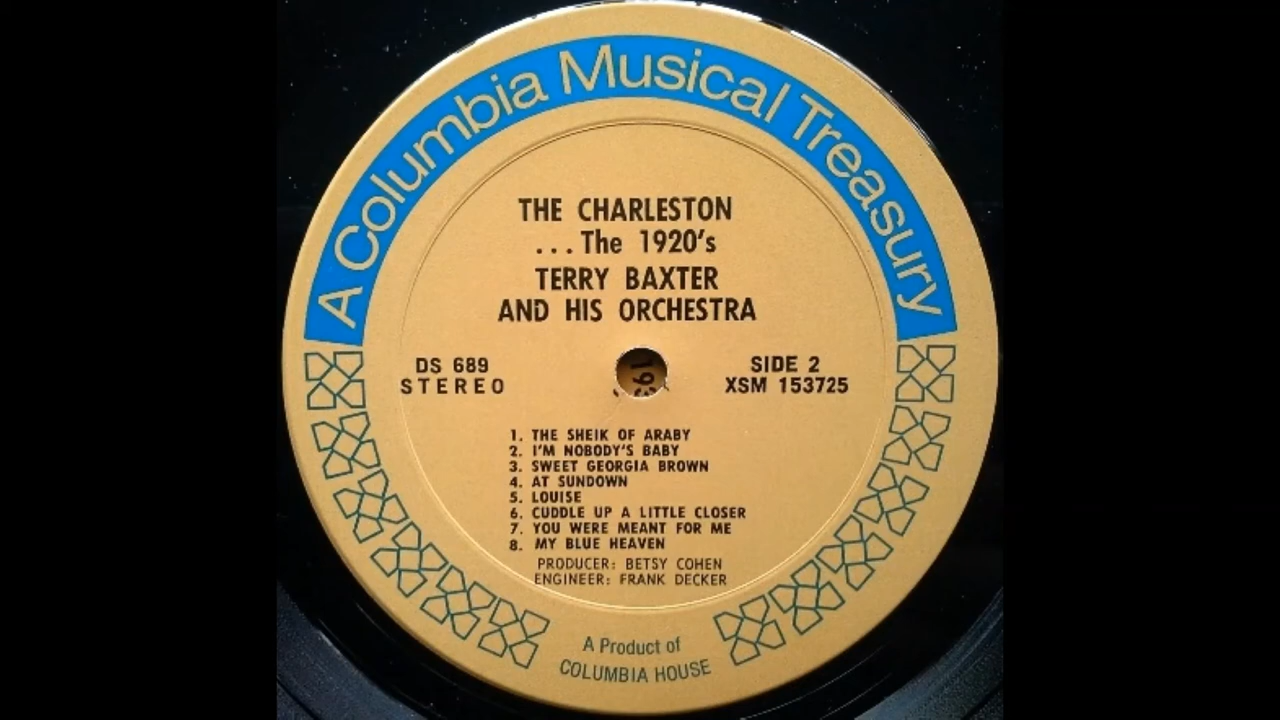 A Columbia Musical Treasury
THE CHARLESTON
...The 1920's
TERRY BAXTER
AND HIS ORCHESTRA
DS 689
STEREO
SIDE 2
XSM 153725
1. THE SHEIK OF ARABY
2. I'M NOBODY'S BABY
3. SWEET GEORGIA BROWN
4. AT SUNDOWN
5. LOUISE
6. CUDDLE UP A LITTLE CLOSER
7. YOU WERE MEANT FOR ME
8. MY BLUE HEAVEN
PRODUCER: BETSY COHEN
ENGINEER: FRANK DECKER
A Product of
COLUMBIA HOUSE